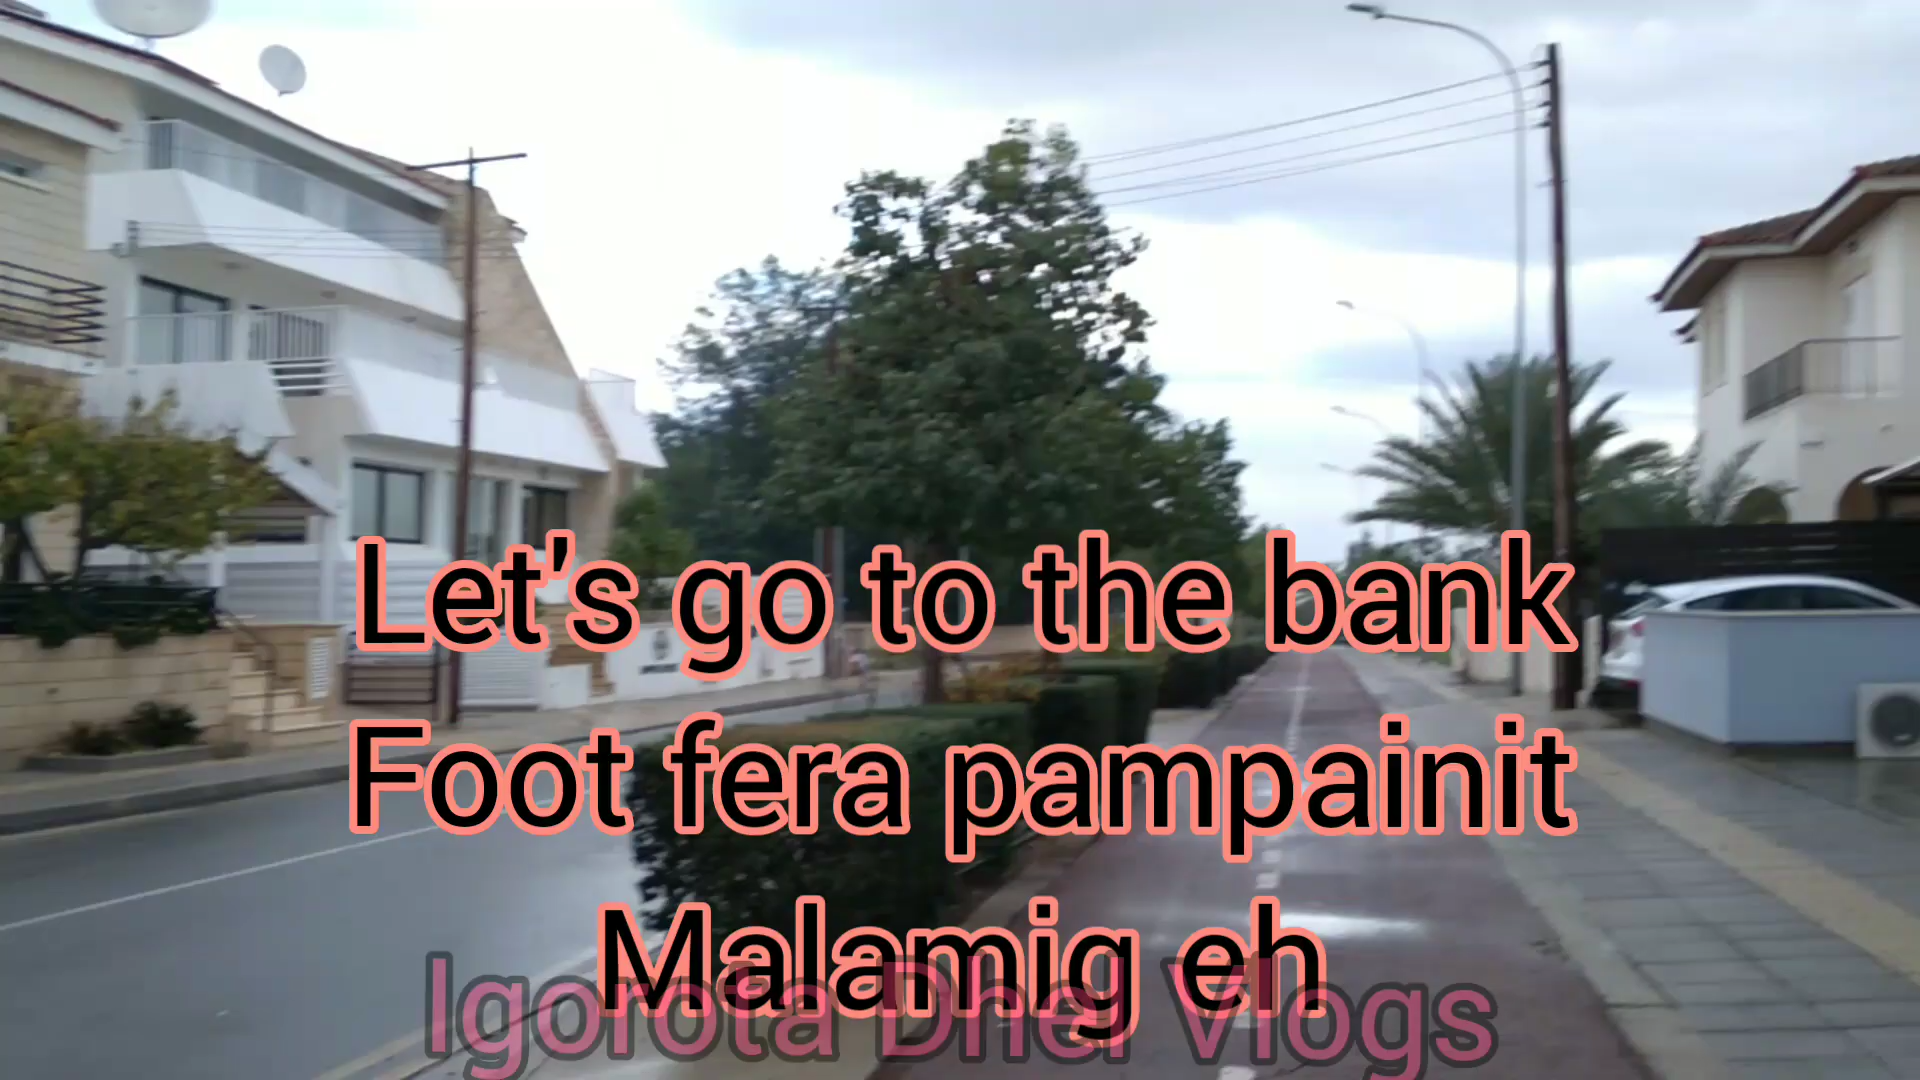 Let's go to the bank
Foot fera pampainit
Malamig eh
Igorota Dhel Vlogs